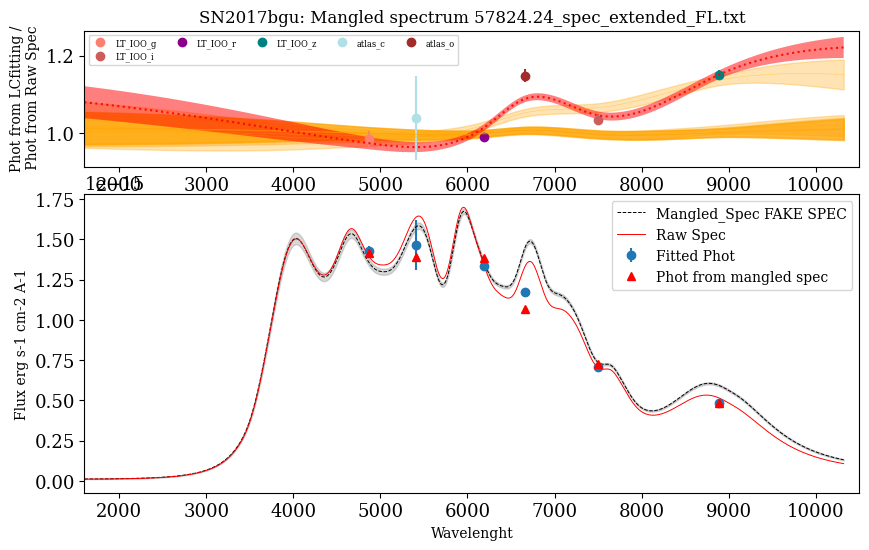 SN2017bgu: Mangled spectrum 57824.24_spec_extended_FL.txt
Phot from LCfitting /
Phot from Raw Spec
1.2
1.0
LT_IOO_g
LT_IOO_i
LT_IOO_r
LT_IOO_z
atlas_c
atlas_o
2000 3000 4000 5000 6000 7000 8000 9000 10000
1e−15
Flux erg s-1 cm-2 A-1
1.75
1.50
1.25
1.00
0.75
0.50
0.25
0.00
Mangled_Spec FAKE SPEC
Raw Spec
Fitted Phot
Phot from mangled spec
2000 3000 4000 5000 6000 7000 8000 9000 10000
Wavelenght